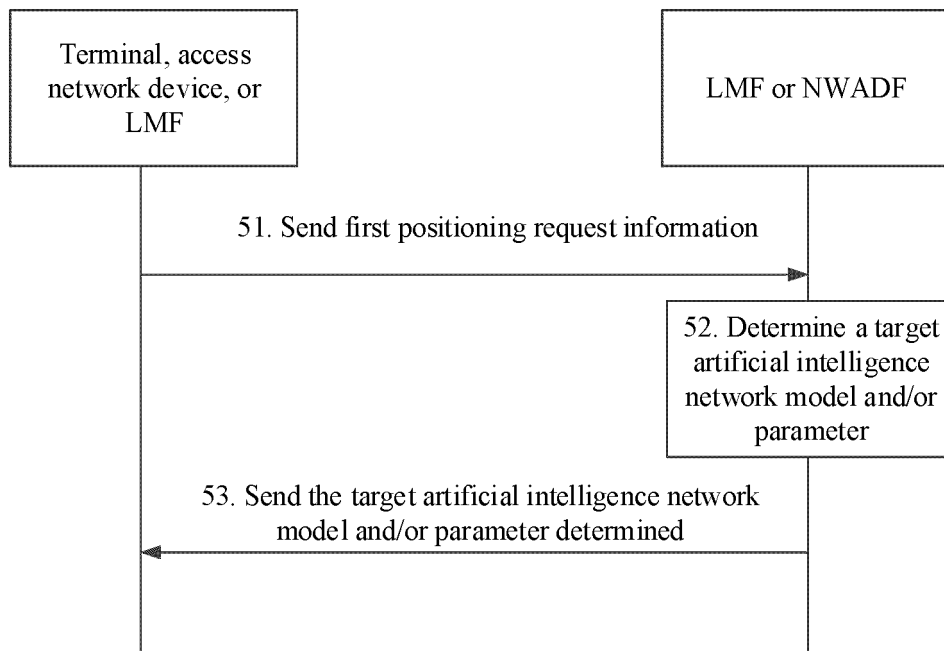 Terminal, access
network device, or
LMF
LMF or NWADF
51. Send first positioning request information
52. Determine a target
artificial intelligence
network model and/or
parameter
53. Send the target artificial intelligence network
model and/or parameter determined